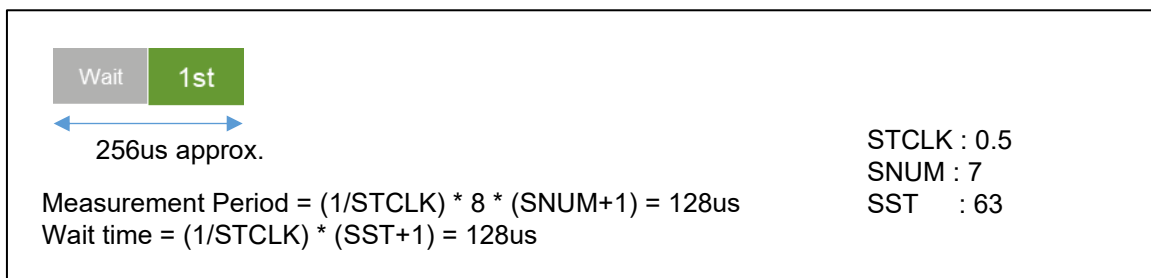 Wait 1st
256us approx.
STCLK : 0.5
SNUM : 7
SST : 63
Measurement Period = (1/STCLK) * 8 * (SNUM+1) = 128us
Wait time = (1/STCLK) * (SST+1) = 128us